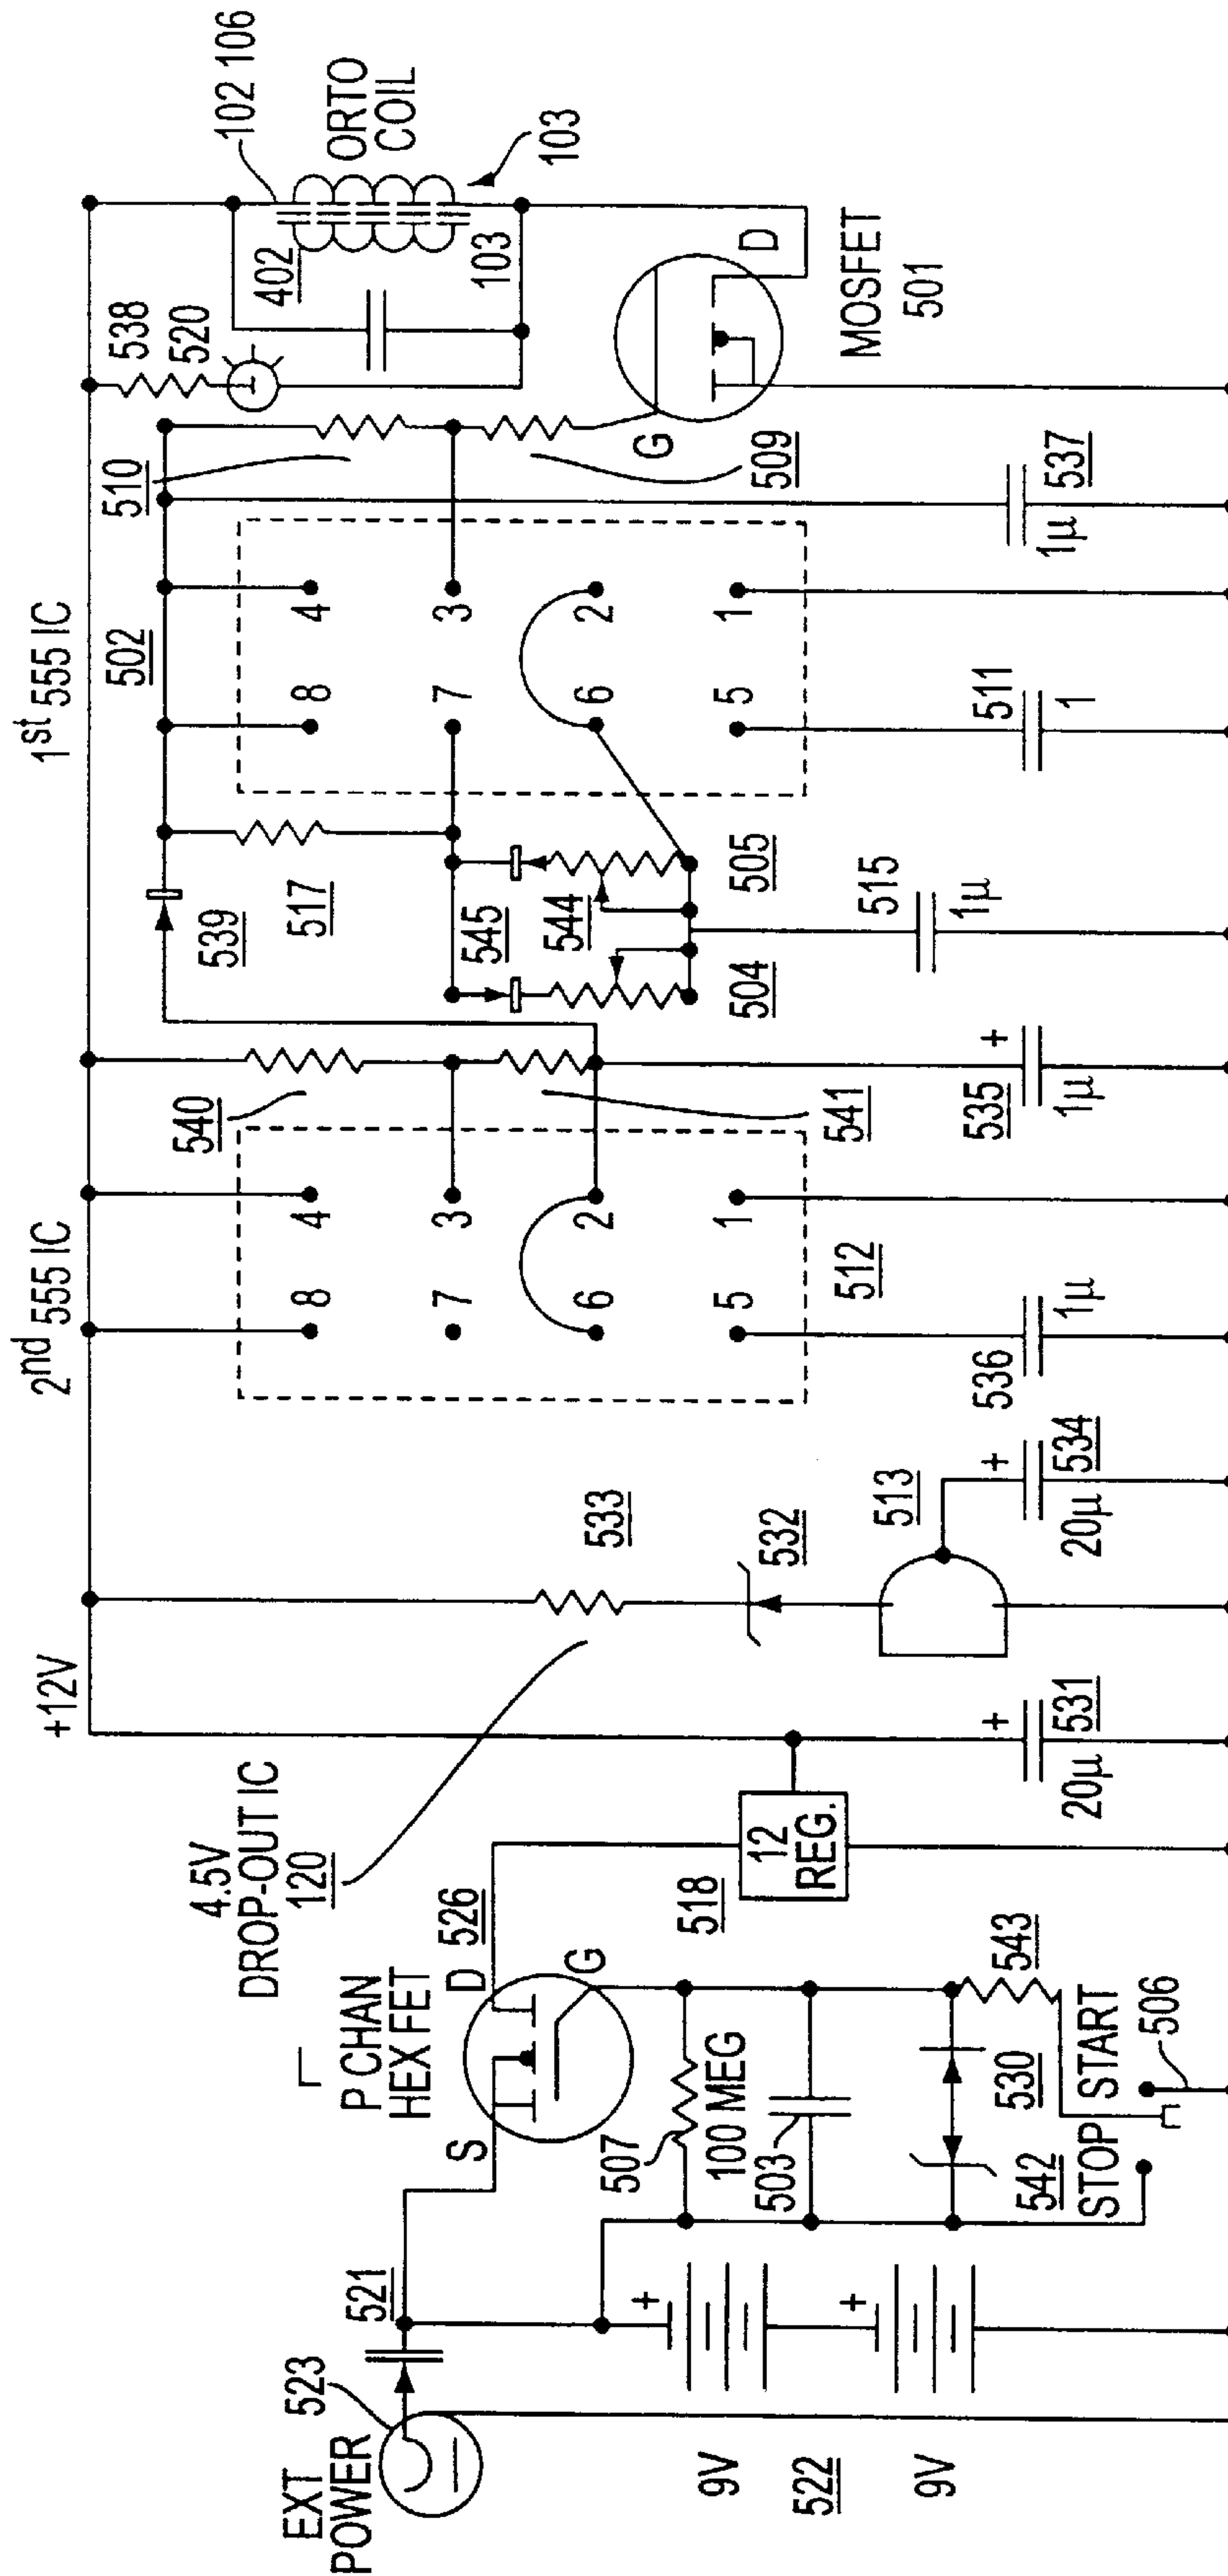 EXT
POWER
523
521
9V
522
9V
+
+
S
D
G
P CHAN
HEX FET
526
507
100 MEG
503
542
530
543
STOP
START
506
518
12
REG.
4.5V
DROP-OUT IC
120
+12V
+
20µ
531
533
532
513
+
20µ
534
2nd 555 IC
8
4
7
3
6
2
5
1
512
536
1µ
540
541
+
535
1µ
539
517
545
544
504
505
515
1µ
1st 555 IC
502
8
4
7
3
6
2
5
1
511
1
510
509
1µ
537
538
520
402
103
102 106
ORTO
COIL
103
G
D
MOSFET
501